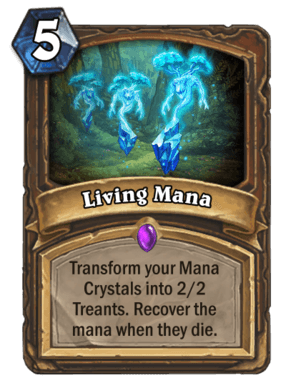 5
Living Mana
Transform your Mana
Crystals into 2/2
Treants. Recover the
mana when they die.